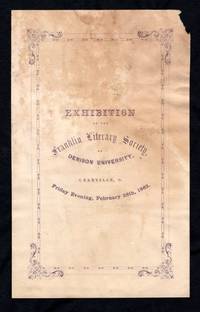 EXHIBITION
OF THE
Franklin Literary Society,
OF
DENISON UNIVERSITY,
GRANVILLE, O.
Friday Evening, February 28th, 1862.